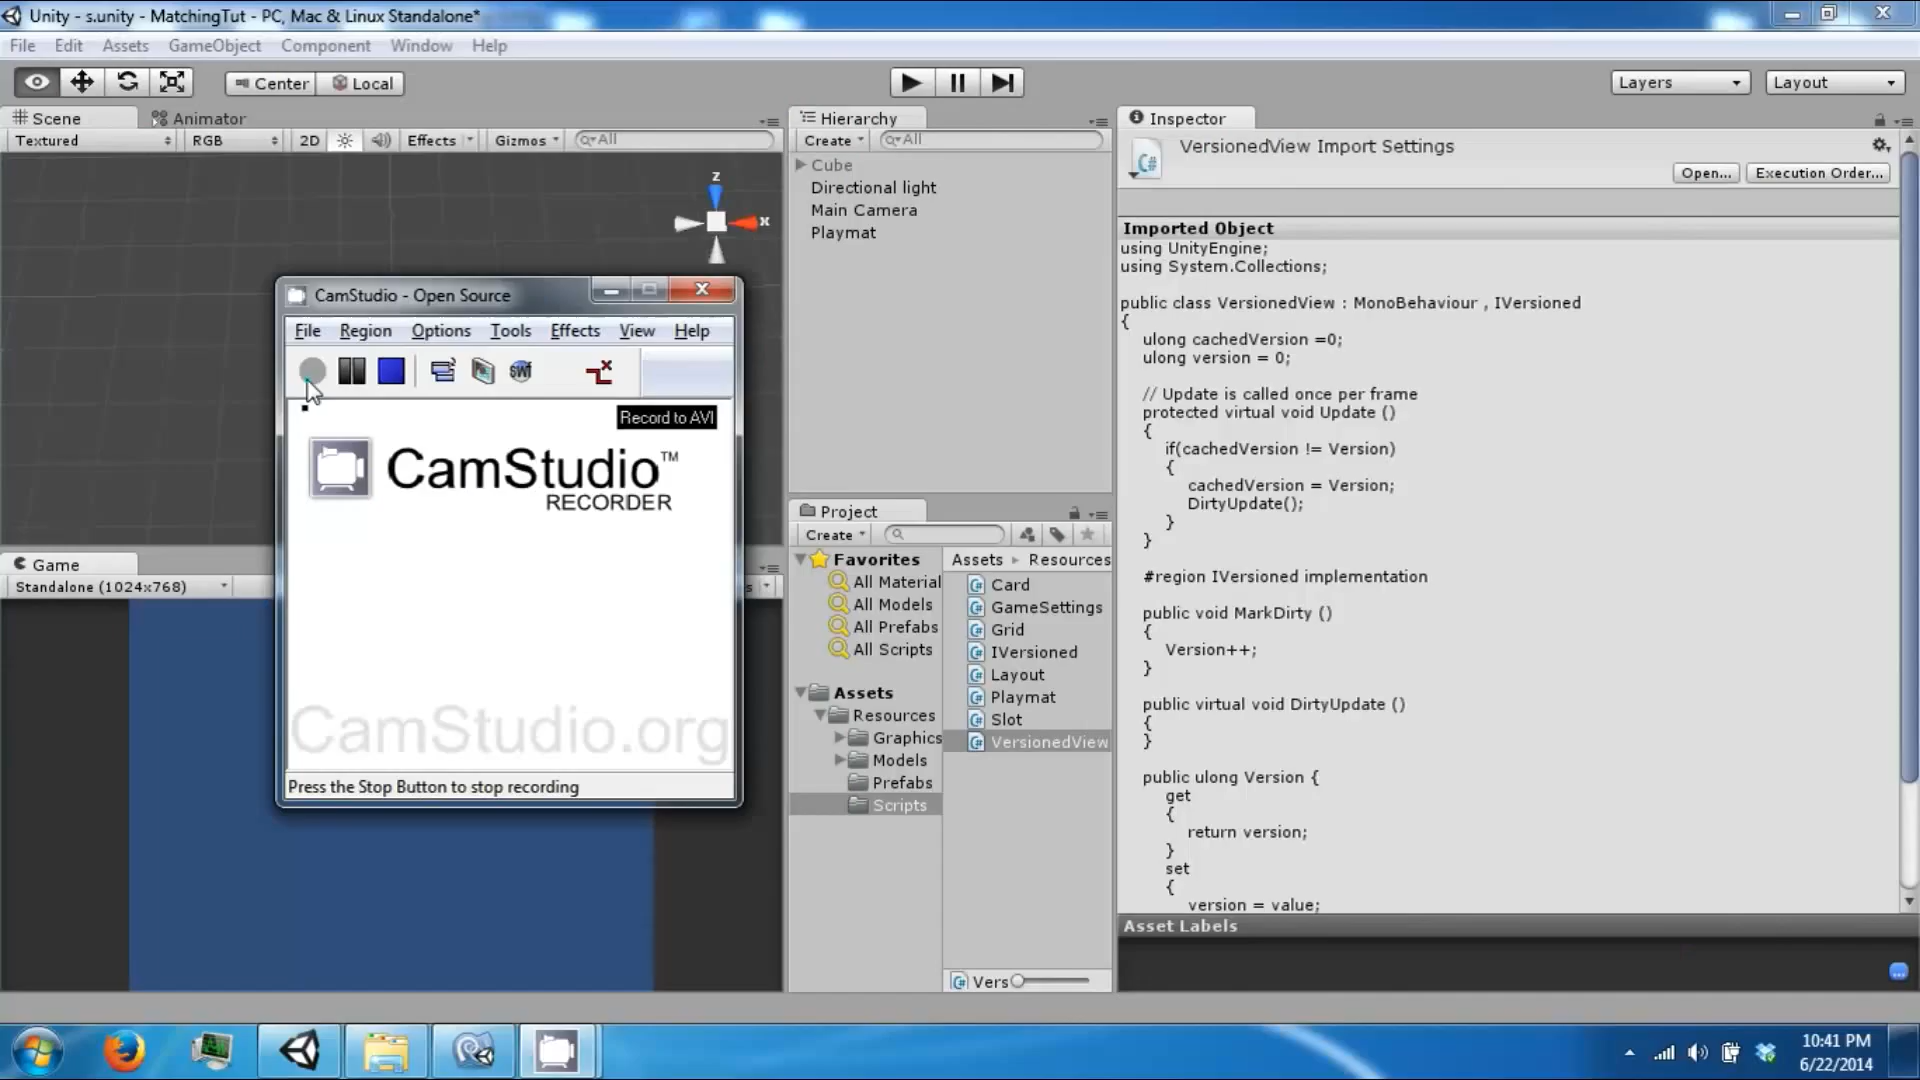 Unity - s.unity - MatchingTut - PC, Mac & Linux Standalone*
File Edit Assets GameObject Component Window Help
Center Local
Layers Layout
Scene Animator
Textured RGB 2D Effects Gizmos All
z
x
CamStudio - Open Source
File Region Options Tools Effects View Help
swf
Record to AVI
CamStudio™
RECORDER
CamStudio.org
Press the Stop Button to stop recording
Game
Standalone (1024x768)
s
Hierarchy
Create All
Cube
Directional light
Main Camera
Playmat
Project
Create
Favorites
All Material
All Models
All Prefabs
All Scripts
Assets
Resources
Graphics
Models
Prefabs
Scripts
Assets Resources
Card
GameSettings
Grid
IVersioned
Layout
Playmat
Slot
VersionedView
Vers
Inspector
VersionedView Import Settings
Open... Execution Order...
Imported Object
using UnityEngine;
using System.Collections;
public class VersionedView : MonoBehaviour , IVersioned
{
ulong cachedVersion =0;
ulong version = 0;
// Update is called once per frame
protected virtual void Update ()
{
if(cachedVersion != Version)
{
cachedVersion = Version;
DirtyUpdate();
}
}
#region IVersioned implementation
public void MarkDirty ()
{
Version++;
}
public virtual void DirtyUpdate ()
{
}
public ulong Version {
get
{
return version;
}
set
{
version = value;
Asset Labels
10:41 PM
6/22/2014